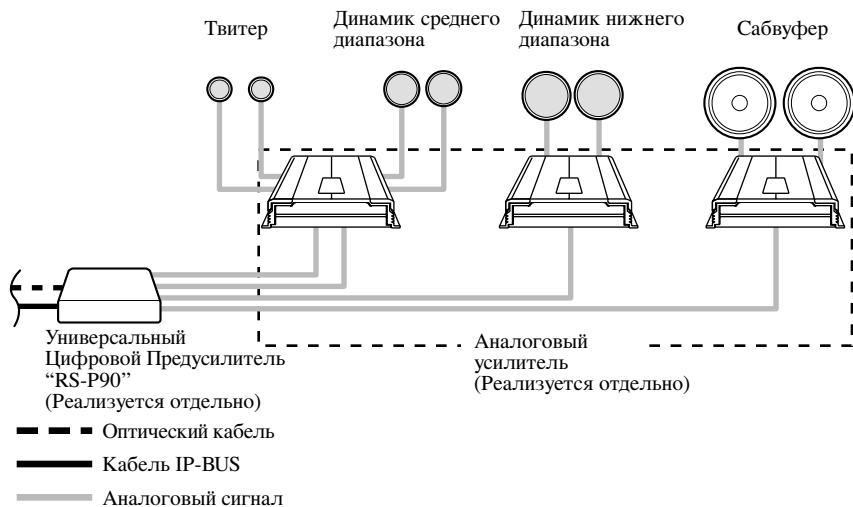 Твитер
Динамик среднего
диапазона
Динамик нижнего
диапазона
Сабвуфер
Универсальный
Цифровой Предусилитель
“RS-P90”
(Реализуется отдельно)
Аналоговый
усилитель
(Реализуется отдельно)
Оптический кабель
Кабель IP-BUS
Аналоговый сигнал